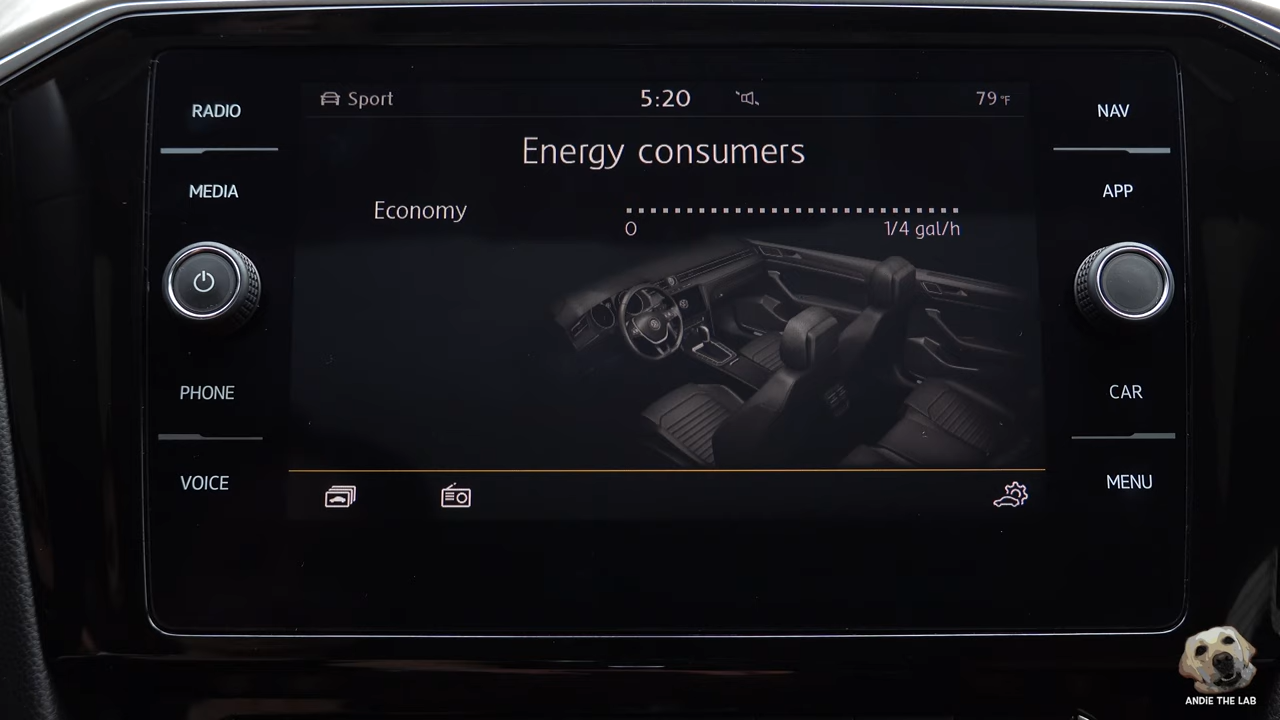 RADIO
MEDIA
PHONE
VOICE
Sport
5:20
79 °F
Energy consumers
Economy
0
1/4 gal/h
NAV
APP
CAR
MENU
ANDIE THE LAB